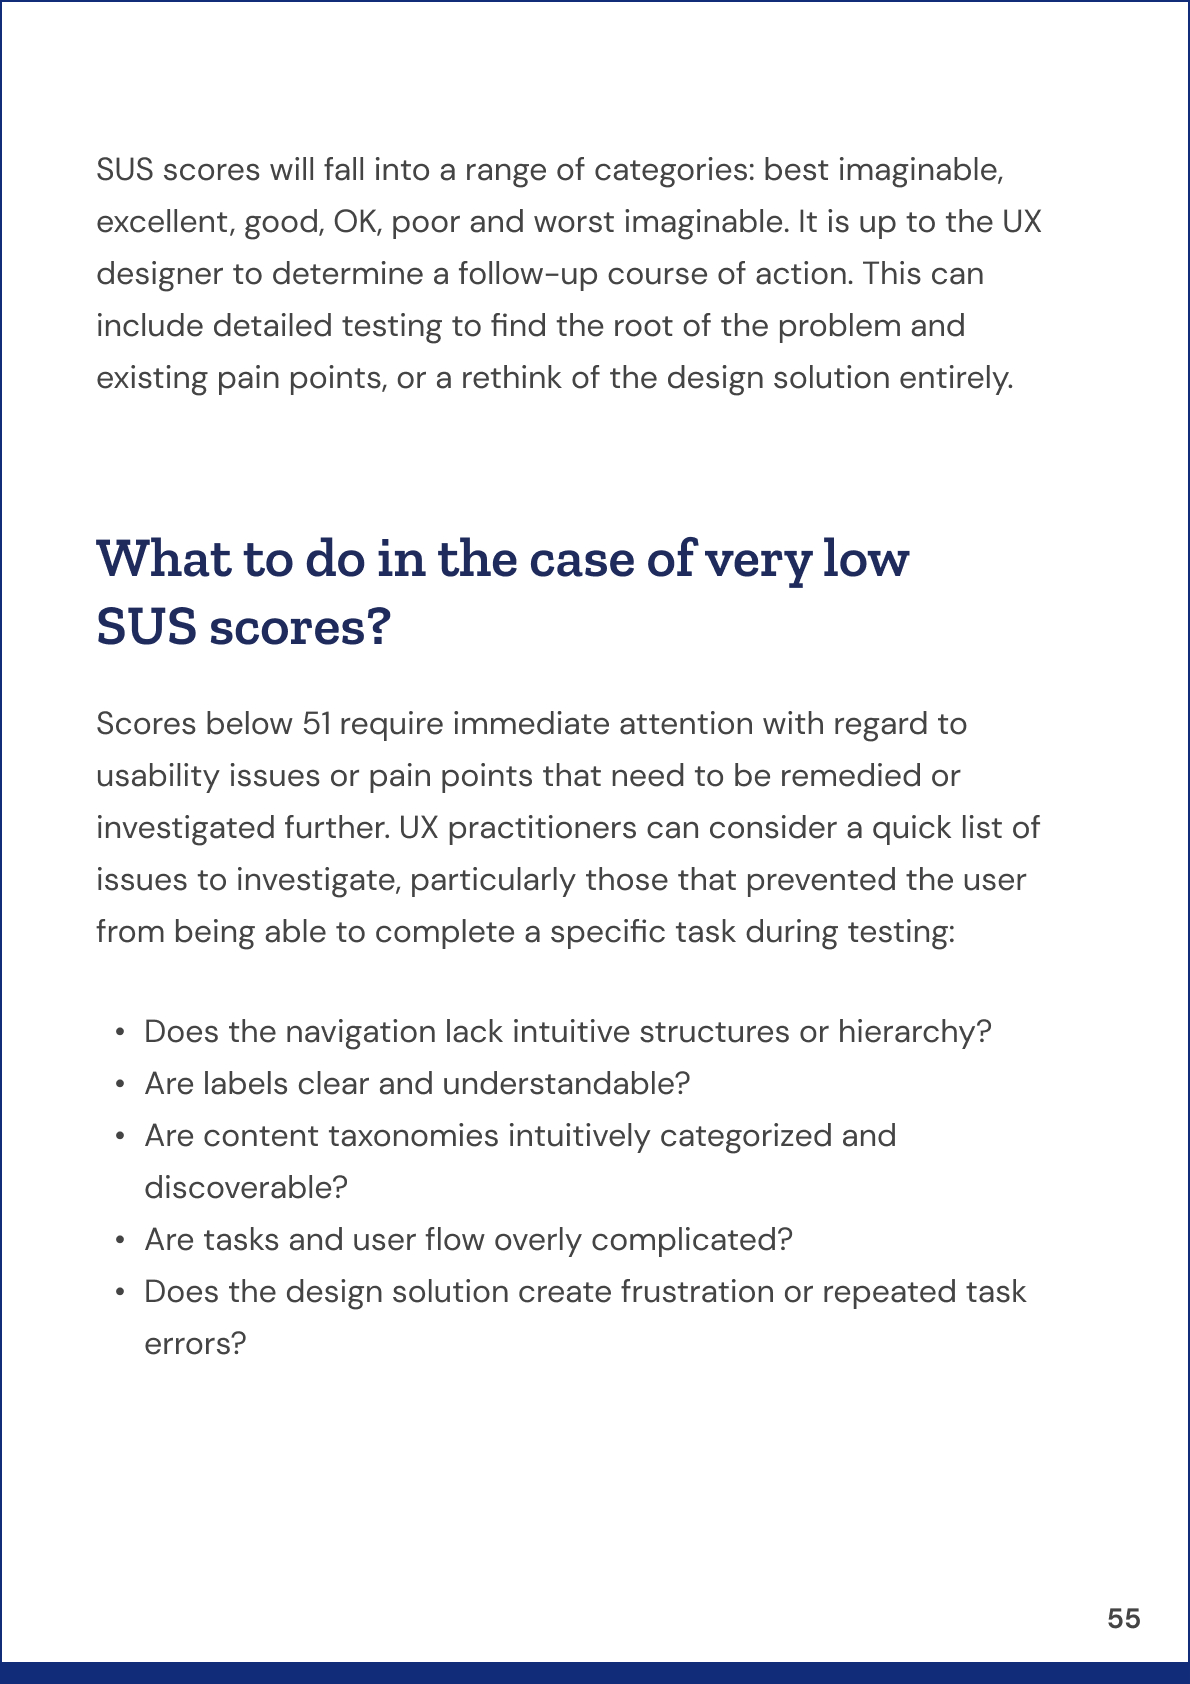 SUS scores will fall into a range of categories: best imaginable,
excellent, good, OK, poor and worst imaginable. It is up to the UX
designer to determine a follow-up course of action. This can
include detailed testing to find the root of the problem and
existing pain points, or a rethink of the design solution entirely.
What to do in the case of very low
SUS scores?
Scores below 51 require immediate attention with regard to
usability issues or pain points that need to be remedied or
investigated further. UX practitioners can consider a quick list of
issues to investigate, particularly those that prevented the user
from being able to complete a specific task during testing:
• Does the navigation lack intuitive structures or hierarchy?
• Are labels clear and understandable?
• Are content taxonomies intuitively categorized and
discoverable?
• Are tasks and user flow overly complicated?
• Does the design solution create frustration or repeated task
errors?
55